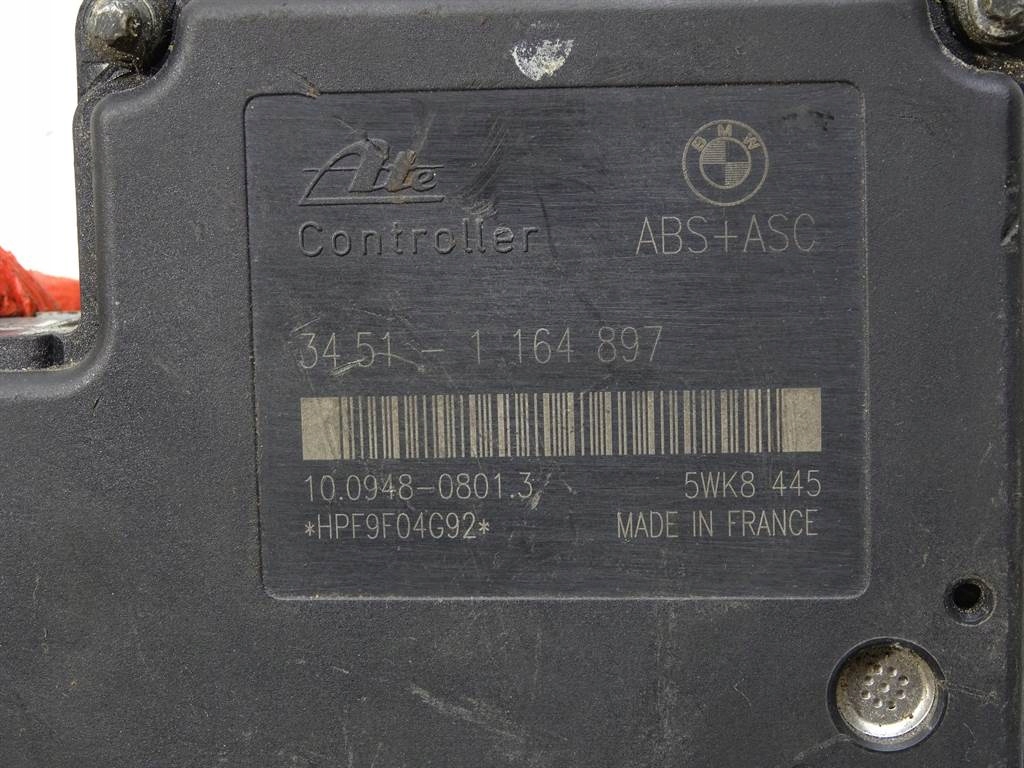 Ate
BMW
Controller
ABS+ASC
34.51 - 1 164 897
10.0948-0801.3
5WK8 445
*HPF9F04G92*
MADE IN FRANCE